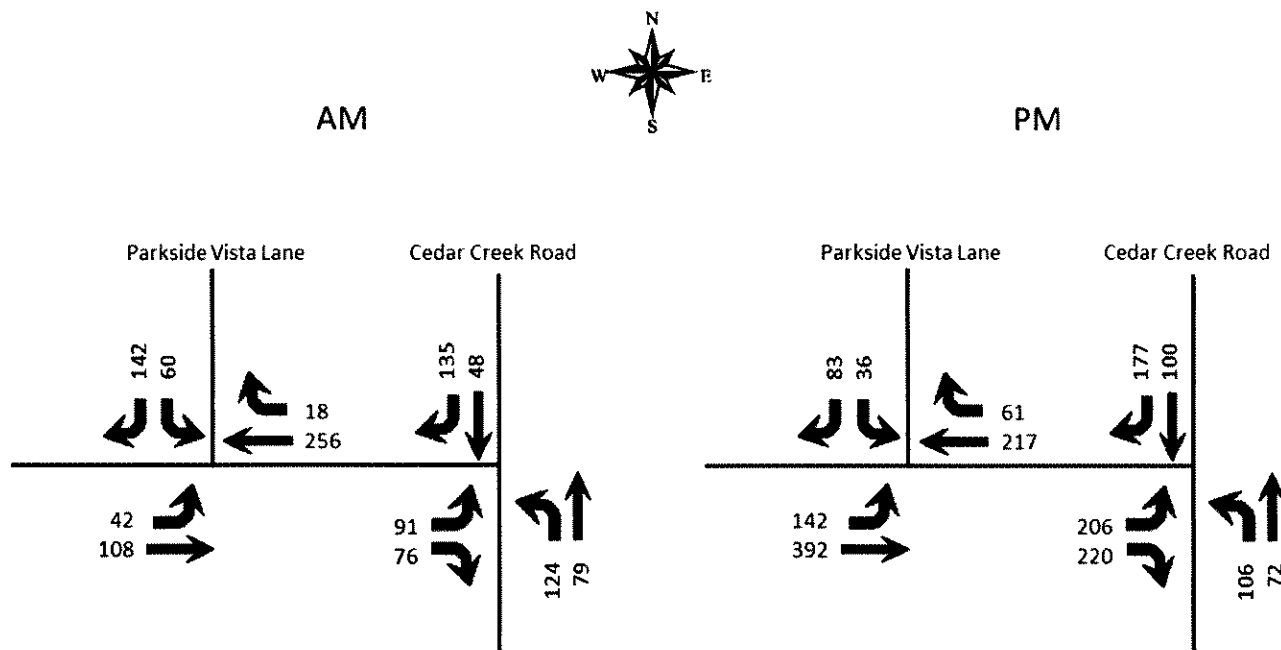 N
W E
S
AM
PM
Parkside Vista Lane
Cedar Creek Road
142
60
18
256
135
48
42
108
91
76
124
79
Parkside Vista Lane
Cedar Creek Road
83
36
61
217
177
100
142
392
206
220
106
72